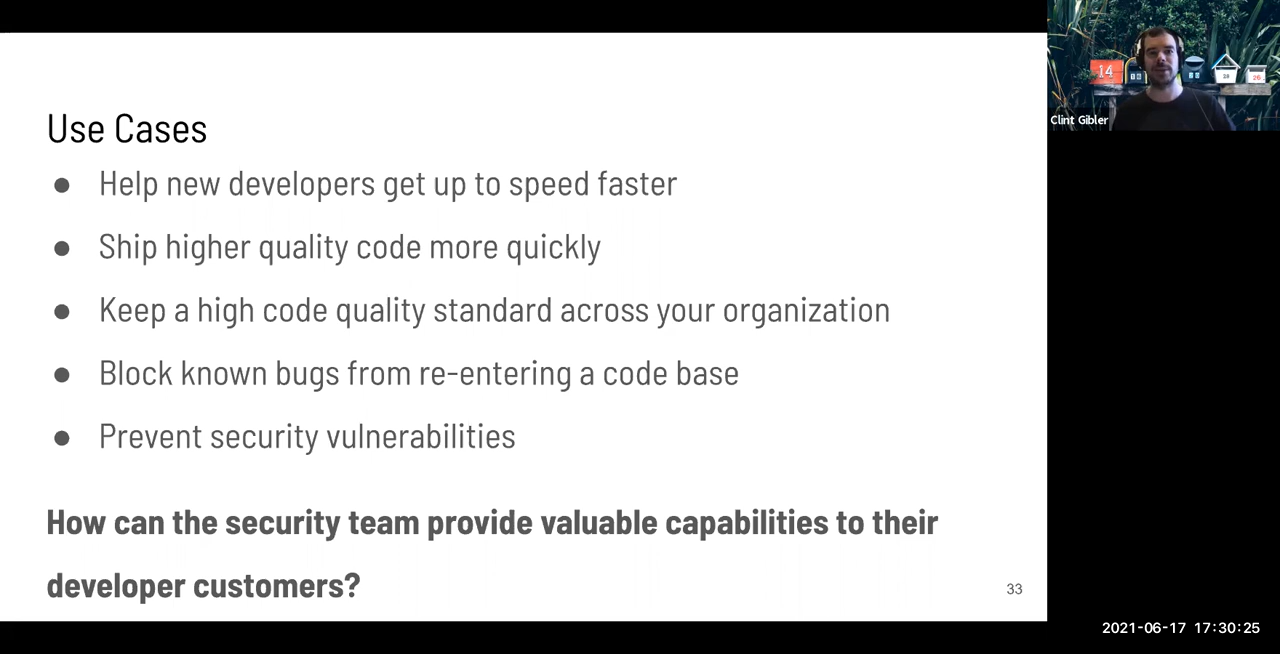 Use Cases
● Help new developers get up to speed faster
● Ship higher quality code more quickly
● Keep a high code quality standard across your organization
● Block known bugs from re-entering a code base
● Prevent security vulnerabilities
How can the security team provide valuable capabilities to their
developer customers?
33
14
Clint Gibler
2021-06-17 17:30:25